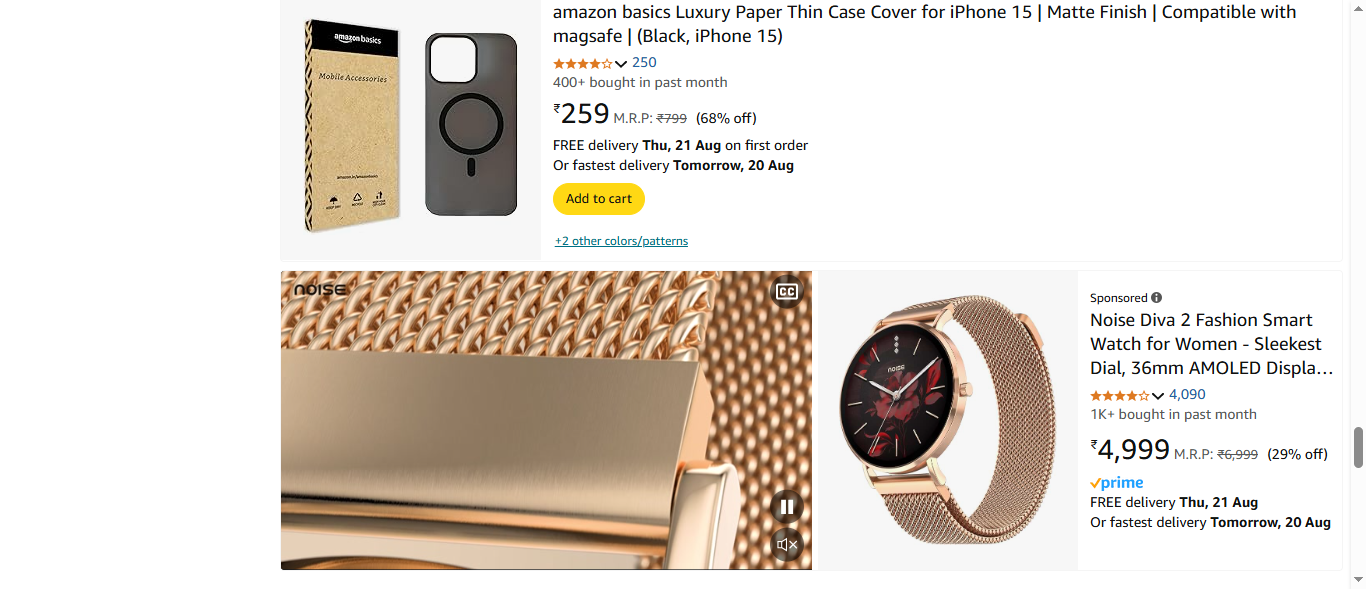 amazon basics Luxury Paper Thin Case Cover for iPhone 15 | Matte Finish | Compatible with
magsafe | (Black, iPhone 15)
250
400+ bought in past month
₹259 M.R.P: ₹799 (68% off)
FREE delivery Thu, 21 Aug on first order
Or fastest delivery Tomorrow, 20 Aug
Add to cart
+2 other colors/patterns
amazon basics
Mobile Accessories
noise
CC
NOISE
Sponsored
Noise Diva 2 Fashion Smart
Watch for Women - Sleekest
Dial, 36mm AMOLED Displa…
4,090
1K+ bought in past month
₹4,999 M.R.P: ₹6,999 (29% off)
prime
FREE delivery Thu, 21 Aug
Or fastest delivery Tomorrow, 20 Aug